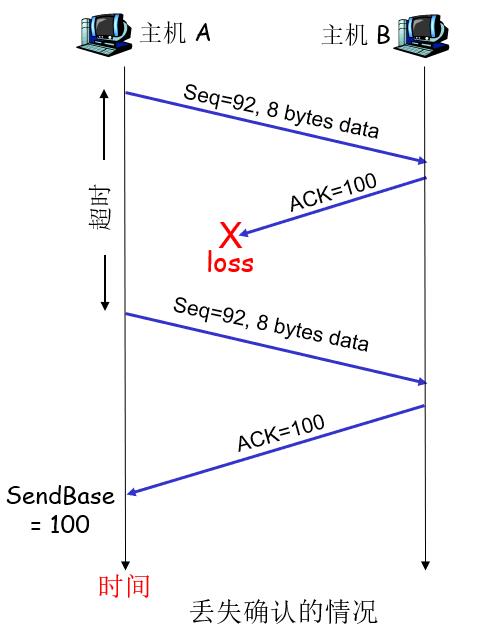 主机 A
主机 B
Seq=92, 8 bytes data
ACK=100
超时
X
loss
Seq=92, 8 bytes data
ACK=100
SendBase
= 100
时间
丢失确认的情况